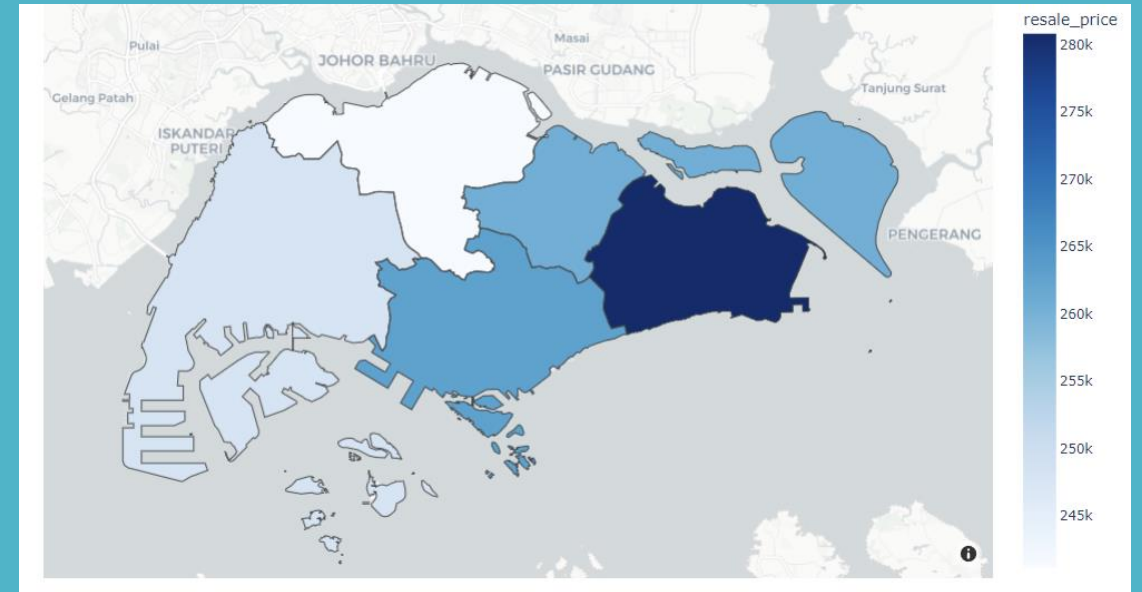 resale_price
280k
275k
270k
265k
260k
255k
250k
245k
Pulai
Masai
JOHOR BAHRU
PASIR GUDANG
Gelang Patah
Tanjung Surat
ISKANDAR
PUTERI
PENGERANG
i